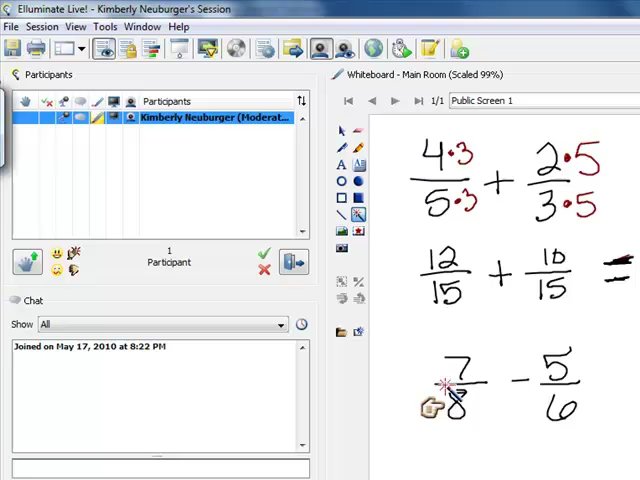 Elluminate Live! - Kimberly Neuburger's Session
File Session View Tools Window Help
Participants
Participants
Kimberly Neuburger (Moderat...
1
Participant
Chat
Show All
Joined on May 17, 2010 at 8:22 PM
Whiteboard - Main Room (Scaled 99%)
1/1 Public Screen 1
A A
4•3 2•5
+
5•3 3•5
12 10
+ =
15 15
7 5
-
8 6